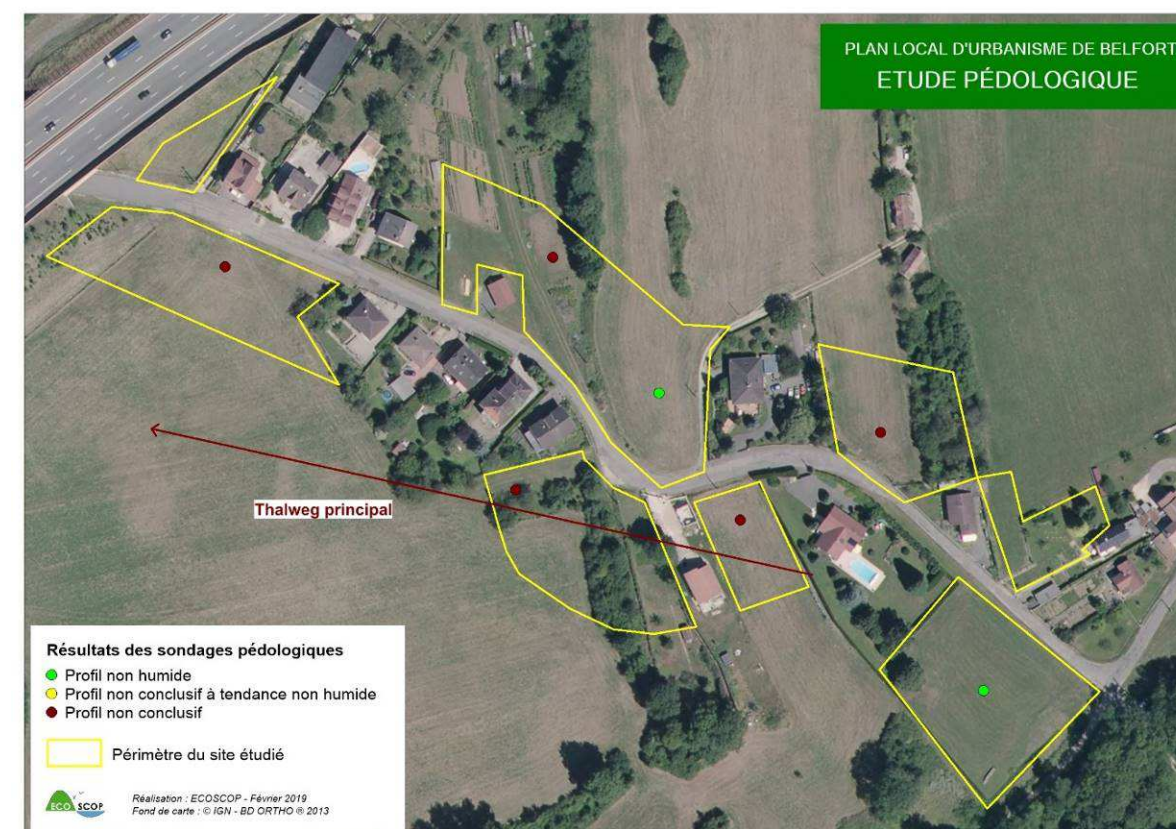 PLAN LOCAL D'URBANISME DE BELFORT
ETUDE PÉDOLOGIQUE
Thalweg principal
Résultats des sondages pédologiques
Profil non humide
Profil non conclusif à tendance non humide
Profil non conclusif
Périmètre du site étudié
ECO SCOP
Réalisation : ECOSCOP - Février 2019
Fond de carte : © IGN - BD ORTHO ® 2013